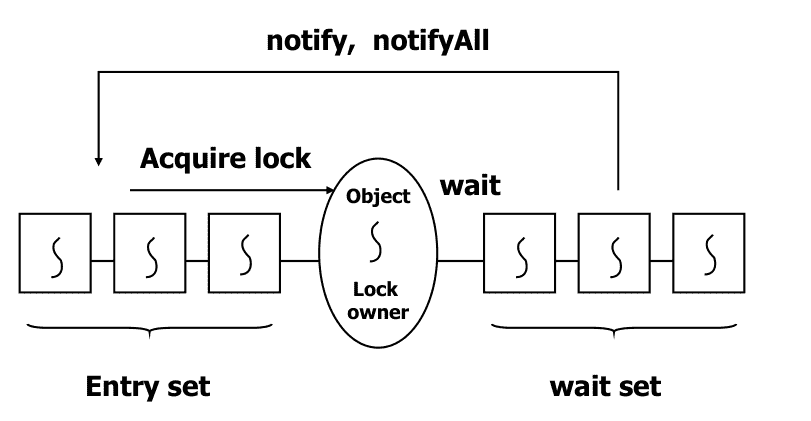 notify, notifyAll
Acquire lock
wait
Object
Lock
owner
Entry set
wait set